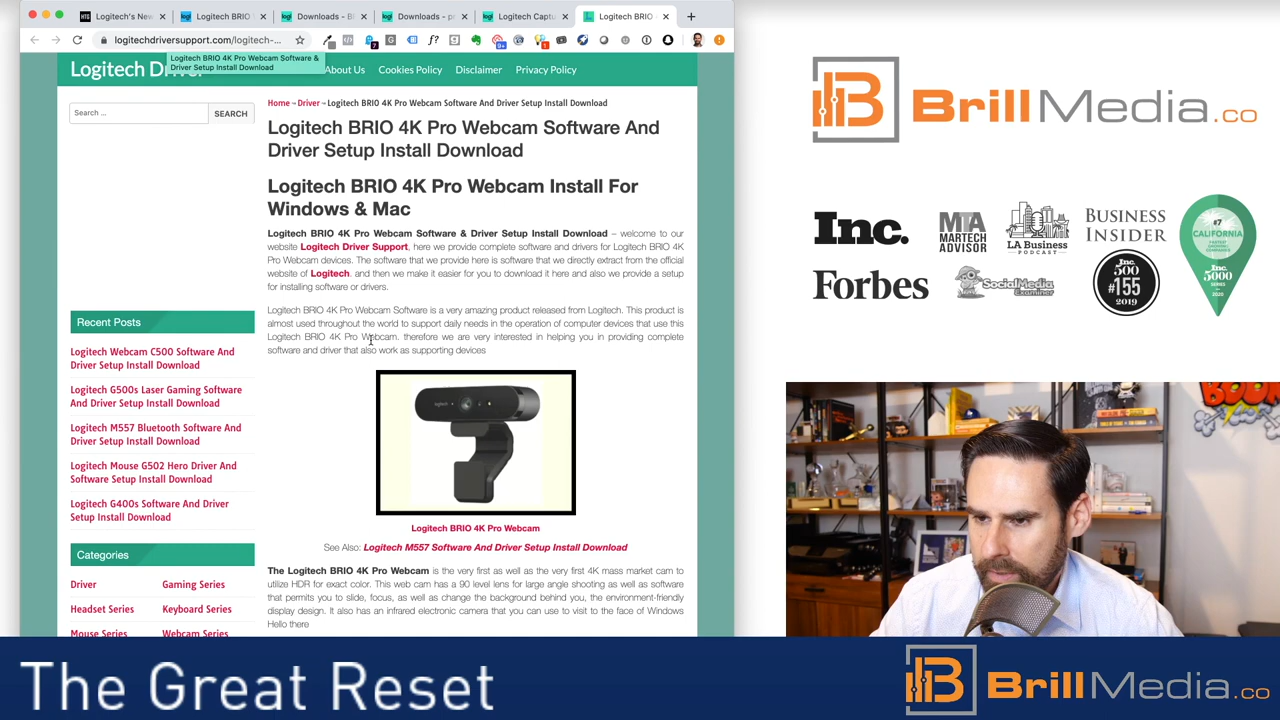 Logitech's New
Logitech BRIO
Downloads - B
Downloads - p
Logitech Captu
Logitech BRIO
logitechdriversupport.com/logitech-...
Logitech BRIO 4K Pro Webcam Software &
Driver Setup Install Download
Logitech
About Us
Cookies Policy
Disclaimer
Privacy Policy
Search ...
SEARCH
Home
Driver
Logitech BRIO 4K Pro Webcam Software And Driver Setup Install Download
Logitech BRIO 4K Pro Webcam Software And
Driver Setup Install Download
Logitech BRIO 4K Pro Webcam Install For
Windows & Mac
Logitech BRIO 4K Pro Webcam Software & Driver Setup Install Download – welcome to our
website Logitech Driver Support, here we provide complete software and drivers for Logitech BRIO 4K
Pro Webcam devices. The software that we provide here is software that we directly extract from the official
website of Logitech. and then we make it easier for you to download it here and also we provide a setup
for installing software or drivers.
Logitech BRIO 4K Pro Webcam Software is a very amazing product released from Logitech. This product is
almost used throughout the world to support daily needs in the operation of computer devices that use this
Logitech BRIO 4K Pro Webcam. therefore we are very interested in helping you in providing complete
software and driver that also work as supporting devices
logitech
Logitech BRIO 4K Pro Webcam
See Also: Logitech M557 Software And Driver Setup Install Download
The Logitech BRIO 4K Pro Webcam is the very first as well as the very first 4K mass market cam to
utilize HDR for exact color. This web cam has a 90 level lens for large angle shooting as well as software
that permits you to slide, focus, as well as change the background behind you, the environment-friendly
display design. It also has an infrared electronic camera that you can use to visit to the face of Windows
Hello there
Recent Posts
Logitech Webcam C500 Software And
Driver Setup Install Download
Logitech G500s Laser Gaming Software
And Driver Setup Install Download
Logitech M557 Bluetooth Software And
Driver Setup Install Download
Logitech Mouse G502 Hero Driver And
Software Setup Install Download
Logitech G400s Software And Driver
Setup Install Download
Categories
Driver
Gaming Series
Headset Series
Keyboard Series
Mouse Series
Webcam Series
BrillMedia.co
Inc.
MTA
MARTECH
ADVISOR
LA Business
PODCAST
BUSINESS
INSIDER
#7
CALIFORNIA
Inc.
5000
SERIES
2020
Forbes
SocialMedia
Examiner
Inc.
500
#155
2019
BOOM
The Great Reset
BrillMedia.co